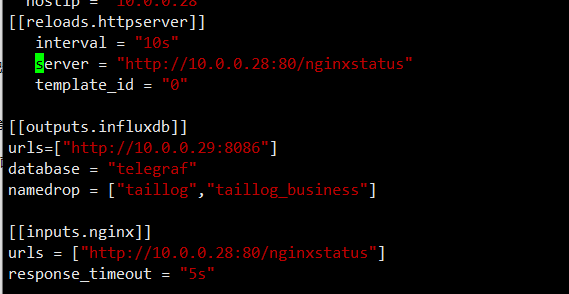 hostip = "10.0.0.28"
[[reloads.httpserver]]
interval = "10s"
server = "http://10.0.0.28:80/nginxstatus"
template_id = "0"
[[outputs.influxdb]]
urls=["http://10.0.0.29:8086"]
database = "telegraf"
namedrop = ["taillog","taillog_business"]
[[inputs.nginx]]
urls = ["http://10.0.0.28:80/nginxstatus"]
response_timeout = "5s"